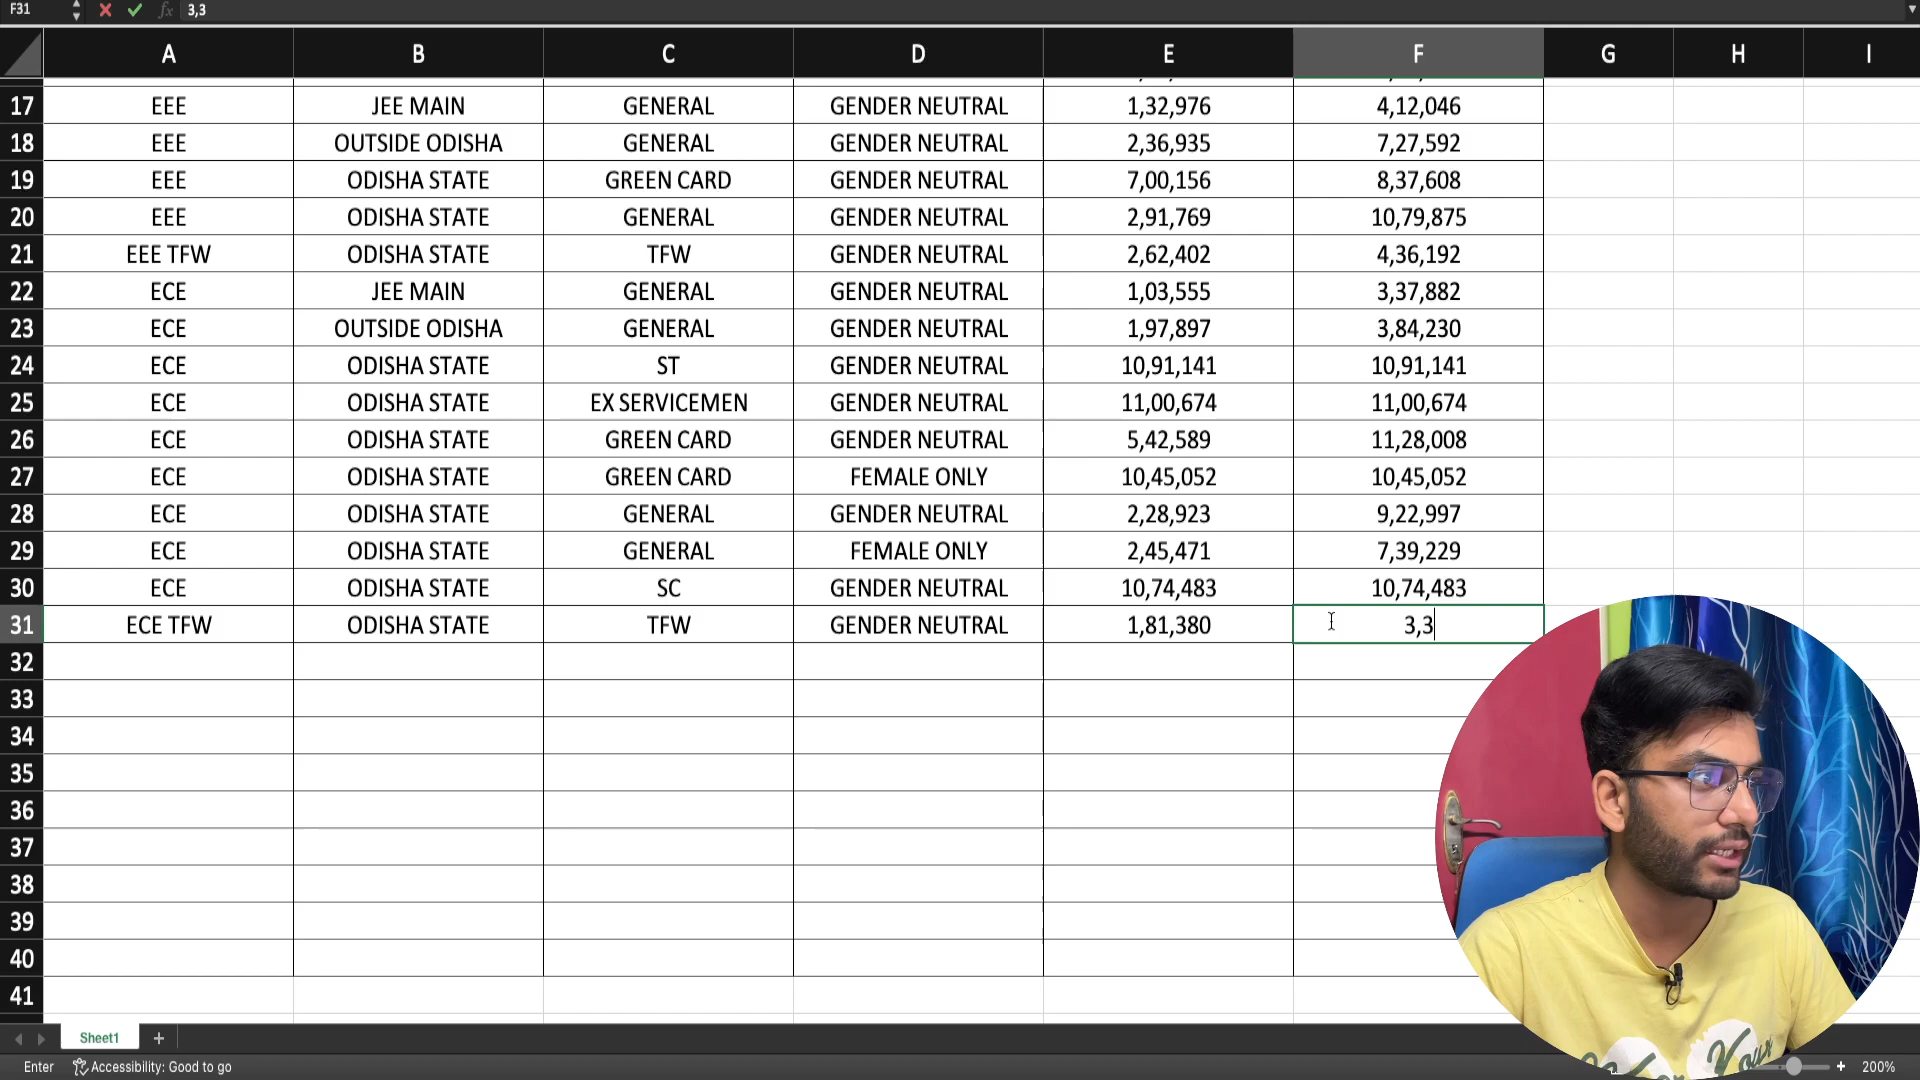 F31 fx 3,3
A B C D E F G H I
17 EEE JEE MAIN GENERAL GENDER NEUTRAL 1,32,976 4,12,046
18 EEE OUTSIDE ODISHA GENERAL GENDER NEUTRAL 2,36,935 7,27,592
19 EEE ODISHA STATE GREEN CARD GENDER NEUTRAL 7,00,156 8,37,608
20 EEE ODISHA STATE GENERAL GENDER NEUTRAL 2,91,769 10,79,875
21 EEE TFW ODISHA STATE TFW GENDER NEUTRAL 2,62,402 4,36,192
22 ECE JEE MAIN GENERAL GENDER NEUTRAL 1,03,555 3,37,882
23 ECE OUTSIDE ODISHA GENERAL GENDER NEUTRAL 1,97,897 3,84,230
24 ECE ODISHA STATE ST GENDER NEUTRAL 10,91,141 10,91,141
25 ECE ODISHA STATE EX SERVICEMEN GENDER NEUTRAL 11,00,674 11,00,674
26 ECE ODISHA STATE GREEN CARD GENDER NEUTRAL 5,42,589 11,28,008
27 ECE ODISHA STATE GREEN CARD FEMALE ONLY 10,45,052 10,45,052
28 ECE ODISHA STATE GENERAL GENDER NEUTRAL 2,28,923 9,22,997
29 ECE ODISHA STATE GENERAL FEMALE ONLY 2,45,471 7,39,229
30 ECE ODISHA STATE SC GENDER NEUTRAL 10,74,483 10,74,483
31 ECE TFW ODISHA STATE TFW GENDER NEUTRAL 1,81,380 3,3
32
33
34
35
36
37
38
39
40
41
Sheet1 +
Enter Accessibility: Good to go + 200%